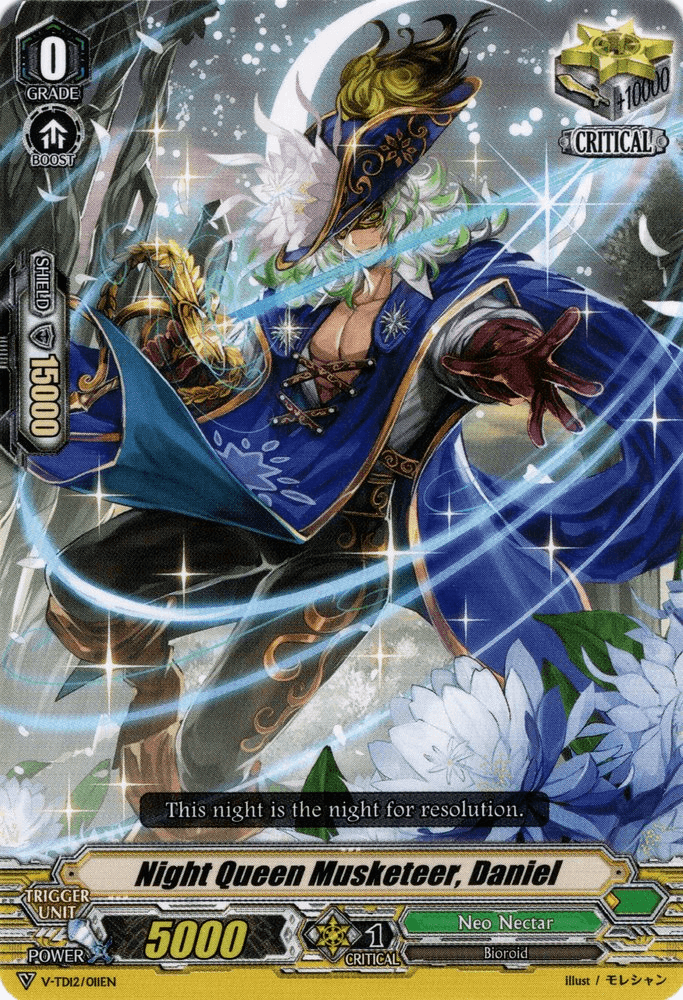 0
GRADE
BOOST
+10000
CRITICAL
SHIELD
15000
This night is the night for resolution.
Night Queen Musketeer, Daniel
TRIGGER
UNIT
POWER
5000
1
CRITICAL
Neo Nectar
Bioroid
V-TD12/011EN
illust / モレシャン